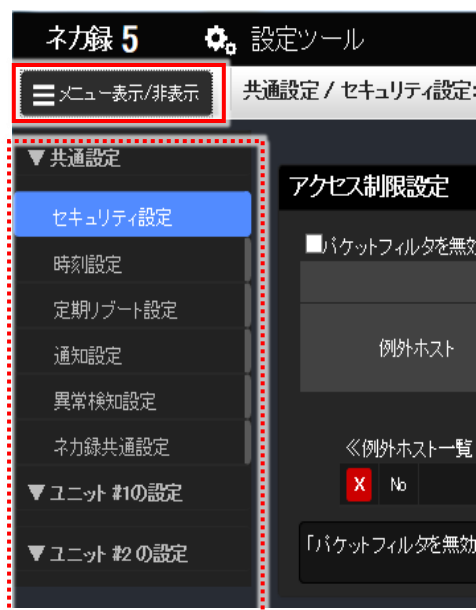 ネカ録 5 設定ツール
メニュー表示/非表示 共通設定 / セキュリティ設定:
▼ 共通設定
アクセス制限設定
セキュリティ設定
パケットフィルタを無効
時刻設定
定期リブート設定
例外ホスト
通知設定
異常検知設定
ネカ録共通設定
≪例外ホスト一覧
X No
▼ ユニット #1の設定
「パケットフィルタを無効
▼ ユニット #2 の設定